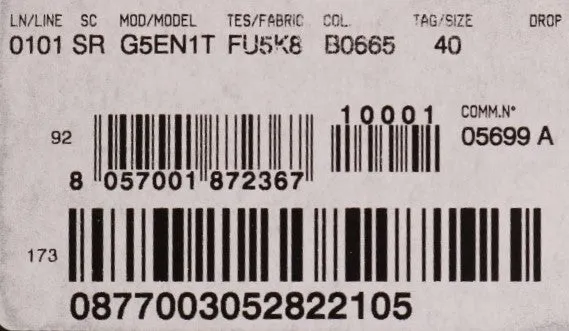 LN/LINE SC MOD/MODEL TES/FABRIC COL. TAG/SIZE DROP
0101 SR G5EN1T FU5K8 B0665 40
10001 COMM.N°
92 05699 A
8 057001 872367
173
0877003052822105